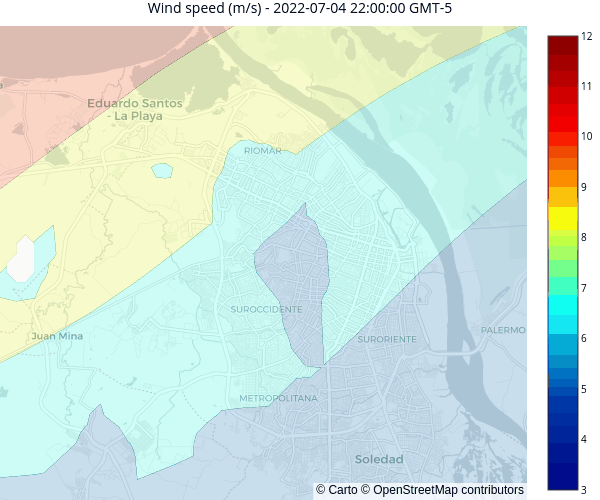 Wind speed (m/s) - 2022-07-04 22:00:00 GMT-5
12
11
10
9
8
7
6
5
4
3
Eduardo Santos
- La Playa
RIOMAR
SUROCCIDENTE
Juan Mina
SURORIENTE
PALERMO
METROPOLITANA
Soledad
© Carto © OpenStreetMap contributors